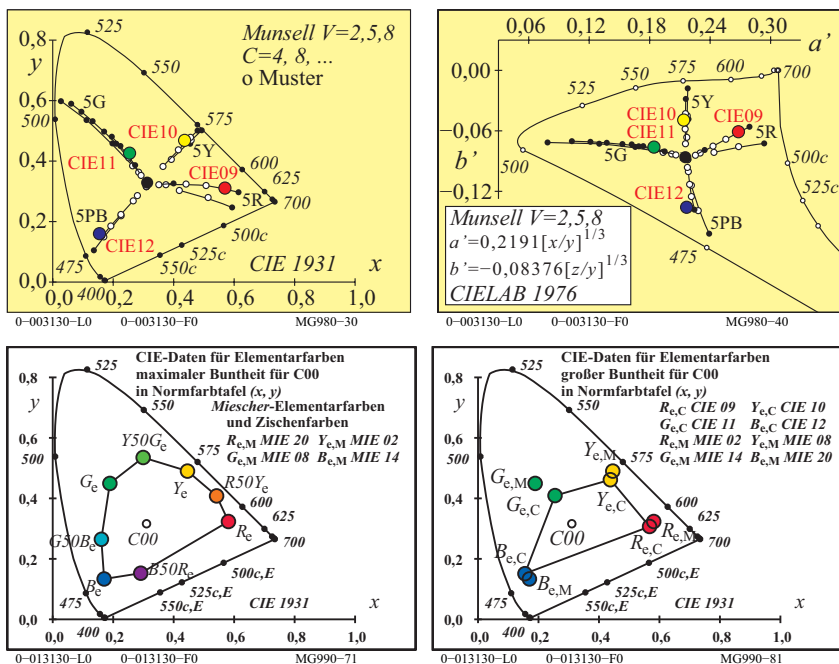 Munsell V=2,5,8
C=4, 8, ...
o Muster
y
0,8
0,6
0,4
0,2
0,0
525
550
575
600
625
700
500
475
400
500c
525c
550c
5G
5Y
5R
5PB
CIE10
CIE11
CIE09
CIE12
CIE 1931
x
0,0 0,2 0,4 0,6 0,8 1,0
0-003130-L0 0-003130-F0 MG980-30
0,06 0,12 0,18 0,24 0,30
a’
0,00
-0,06
b’
-0,12
525
550
575
600
700
500
500c
525c
475
CIE10
CIE11
CIE09
CIE12
5Y
5R
5G
5PB
Munsell V=2,5,8
a’=0,2191[x/y]1/3
b’=-0,08376[z/y]1/3
CIELAB 1976
0-003130-L0 0-003130-F0 MG980-40
CIE-Daten für Elementarfarben
maximaler Buntheit für C00
in Normfarbtafel (x, y)
Miescher-Elementarfarben
und Zischenfarben
Re,M MIE 20 Ye,M MIE 02
Ge,M MIE 08 Be,M MIE 14
y
0,8
0,6
0,4
0,2
0,0
525
550
575
600
625
700
500
475
400
500c,E
525c,E
550c,E
Y50Ge
Ge
Ye
R50Ye
Re
G50Be
C00
Be
B50Re
CIE 1931
x
0,0 0,2 0,4 0,6 0,8 1,0
0-013130-L0 0-013130-F0 MG990-71
CIE-Daten für Elementarfarben
großer Buntheit für C00
in Normfarbtafel (x, y)
Re,C CIE 09 Ye,C CIE 10
Ge,C CIE 11 Be,C CIE 12
Re,M MIE 02 Ye,M MIE 08
Ge,M MIE 14 Be,M MIE 20
y
0,8
0,6
0,4
0,2
0,0
525
550
575
600
625
700
500
475
400
500c,E
525c,E
550c,E
Ye,M
Ge,M
Ye,C
Ge,C
C00
Re,M
Re,C
Be,C
Be,M
CIE 1931
x
0,0 0,2 0,4 0,6 0,8 1,0
0-013130-L0 0-013130-F0 MG990-81